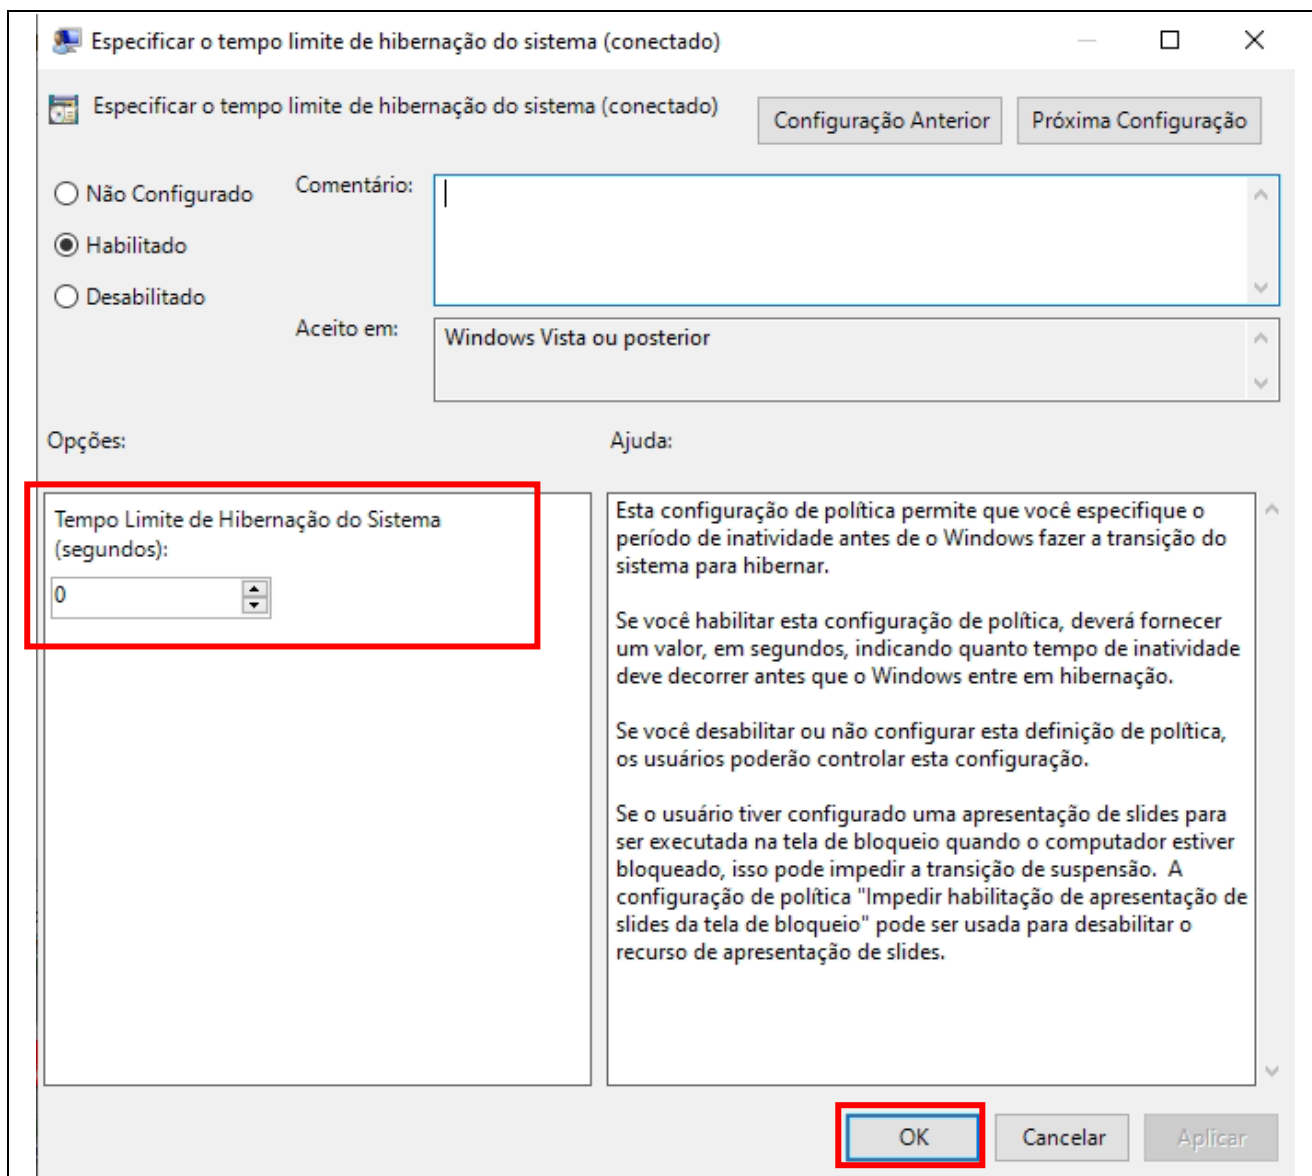 Especificar o tempo limite de hibernação do sistema (conectado)
Especificar o tempo limite de hibernação do sistema (conectado)
Configuração Anterior
Próxima Configuração
Não Configurado
Comentário:
Habilitado
Desabilitado
Aceito em:
Windows Vista ou posterior
Opções:
Ajuda:
Tempo Limite de Hibernação do Sistema
(segundos):
0
Esta configuração de política permite que você especifique o
período de inatividade antes de o Windows fazer a transição do
sistema para hibernar.
Se você habilitar esta configuração de política, deverá fornecer
um valor, em segundos, indicando quanto tempo de inatividade
deve decorrer antes que o Windows entre em hibernação.
Se você desabilitar ou não configurar esta definição de política,
os usuários poderão controlar esta configuração.
Se o usuário tiver configurado uma apresentação de slides para
ser executada na tela de bloqueio quando o computador estiver
bloqueado, isso pode impedir a transição de suspensão.  A
configuração de política "Impedir habilitação de apresentação de
slides da tela de bloqueio" pode ser usada para desabilitar o
recurso de apresentação de slides.
OK
Cancelar
Aplicar